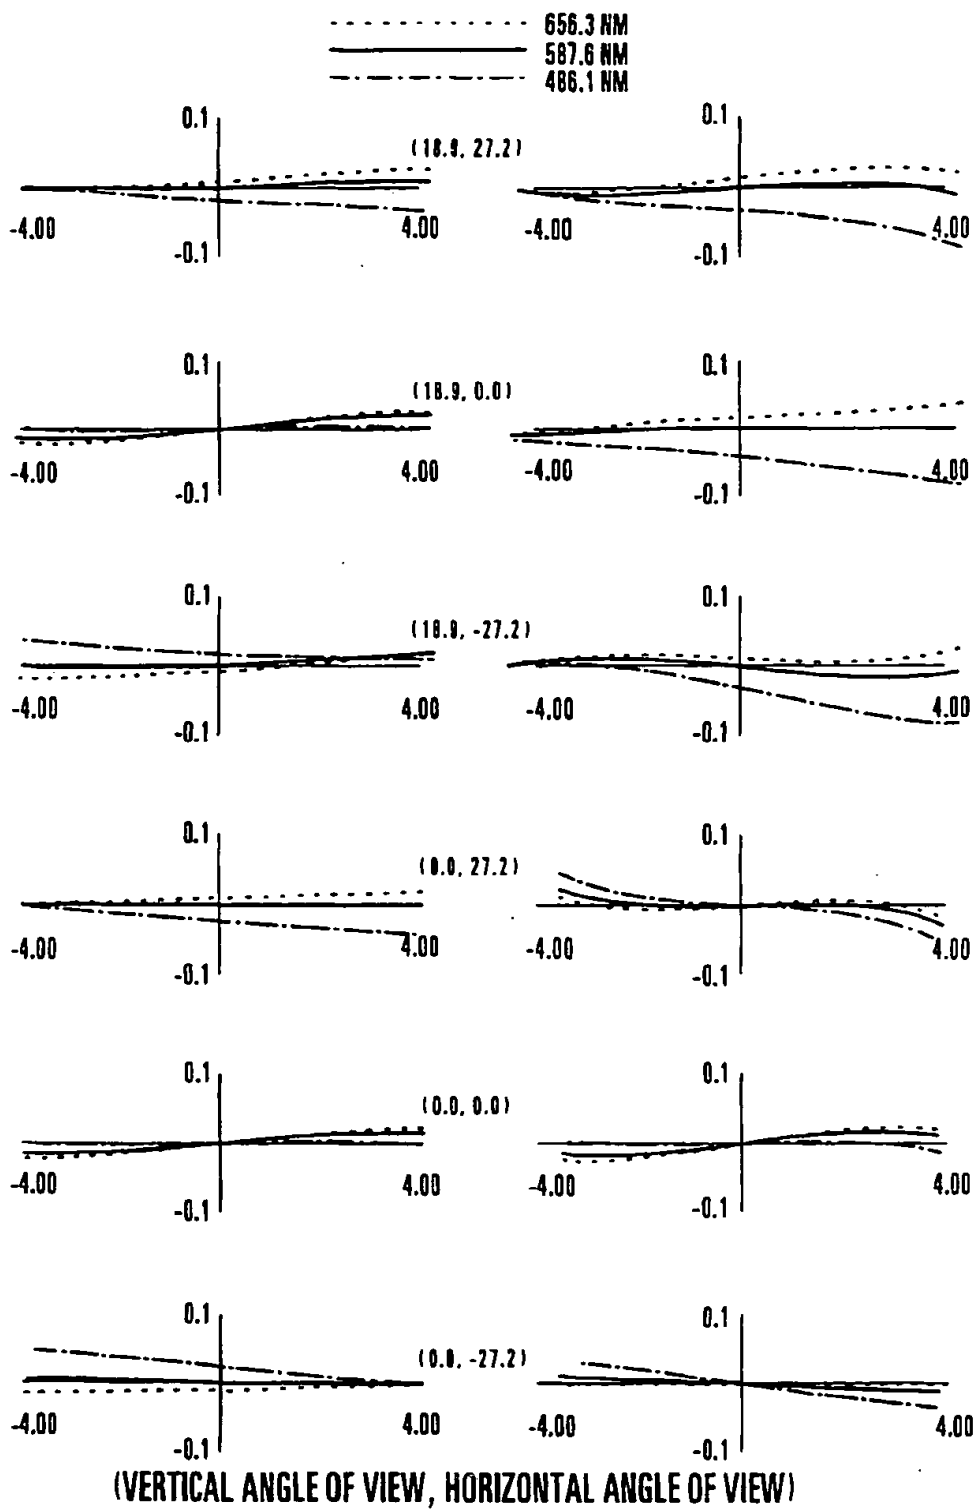 656.3 NM
587.6 NM
486.1 NM
0.1 0.1
(18.9, 27.2)
-4.00 4.00 -4.00 4.00
-0.1 -0.1
0.1 0.1
(18.9, 0.0)
-4.00 4.00 -4.00 4.00
-0.1 -0.1
0.1 0.1
(18.9, -27.2)
-4.00 4.00 -4.00 4.00
-0.1 -0.1
0.1 0.1
(0.0, 27.2)
-4.00 4.00 -4.00 4.00
-0.1 -0.1
0.1 0.1
(0.0, 0.0)
-4.00 4.00 -4.00 4.00
-0.1 -0.1
0.1 0.1
(0.0, -27.2)
-4.00 4.00 -4.00 4.00
-0.1 -0.1
(VERTICAL ANGLE OF VIEW, HORIZONTAL ANGLE OF VIEW)